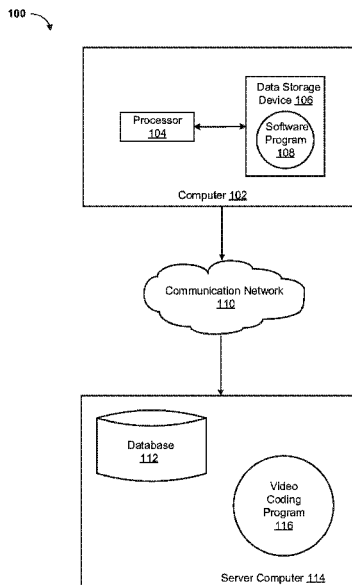 100
Processor
104
Data Storage
Device 106
Software
Program
108
Computer 102
Communication Network
110
Database
112
Video
Coding
Program
116
Server Computer 114